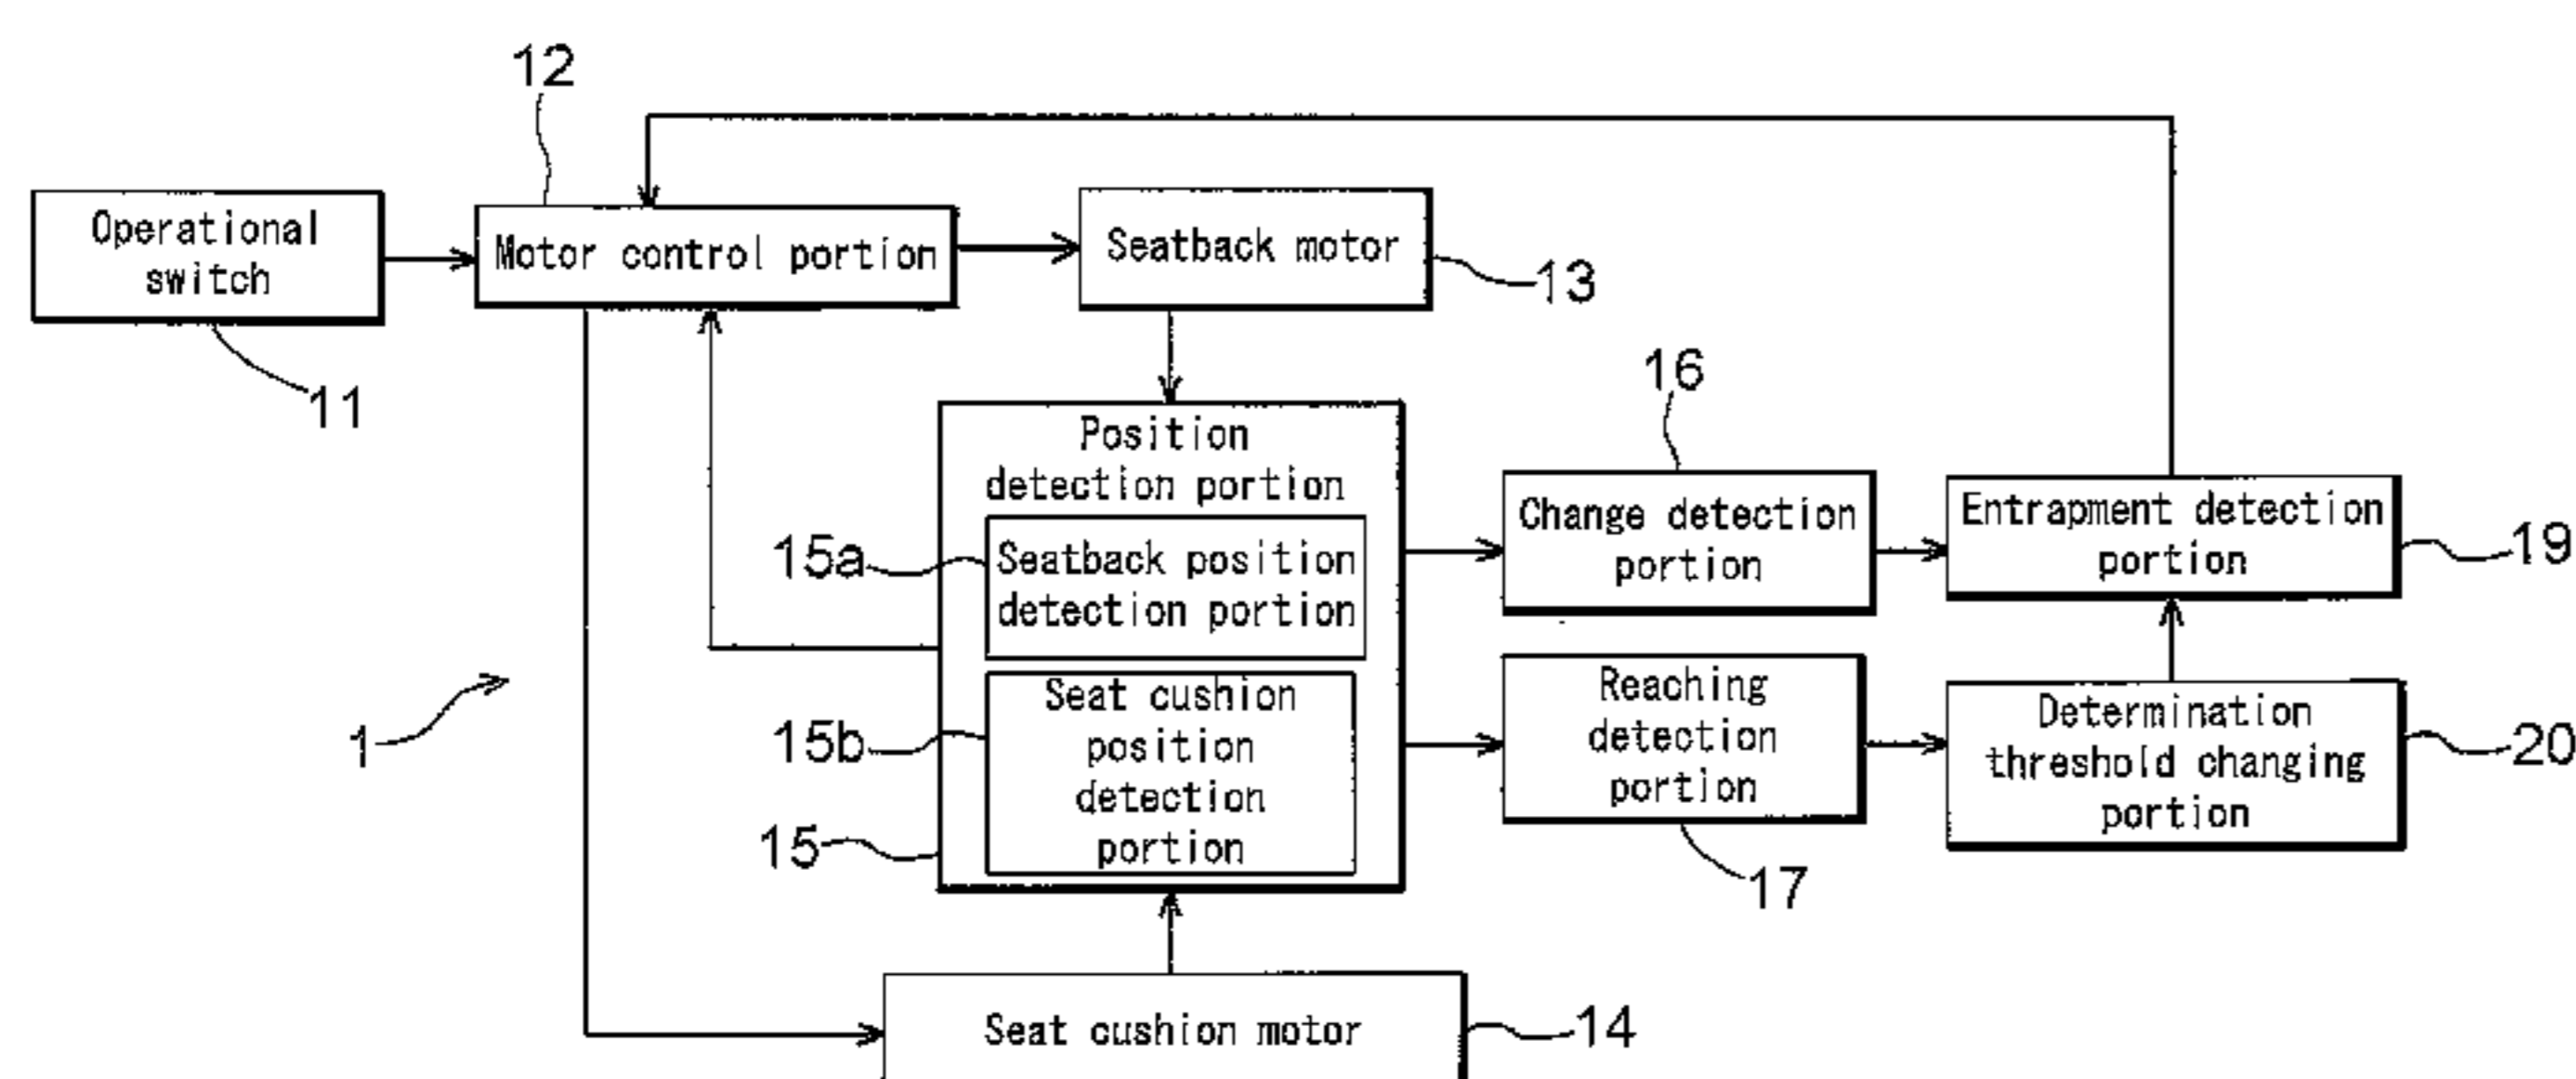 12
Operational
switch
Motor control portion
Seatback motor
13
11
16
Position
detection portion
Change detection
portion
Entrapment detection
portion
19
15a
Seatback position
detection portion
Reaching
detection
portion
Determination
threshold changing
portion
20
15b
Seat cushion
position
detection
portion
1
15
17
Seat cushion motor
14